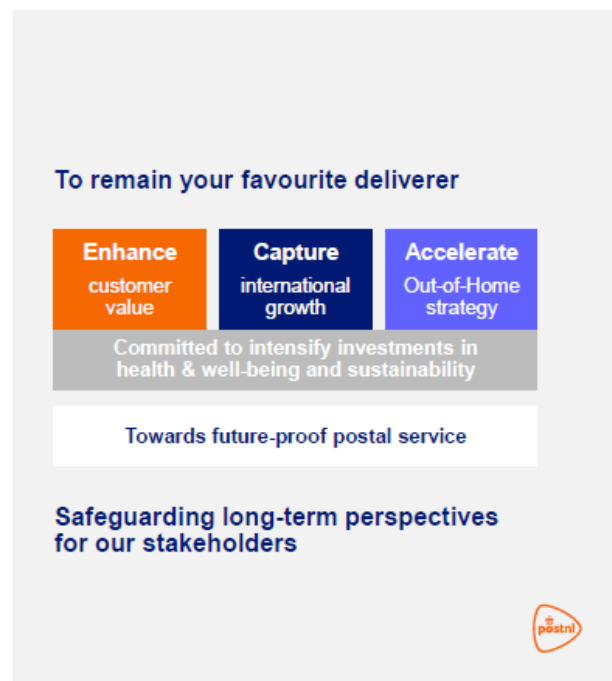 To remain your favourite deliverer
Enhance
customer
value
Capture
international
growth
Accelerate
Out-of-Home
strategy
Committed to intensify investments in
health & well-being and sustainability
Towards future-proof postal service
Safeguarding long-term perspectives
for our stakeholders
postnl